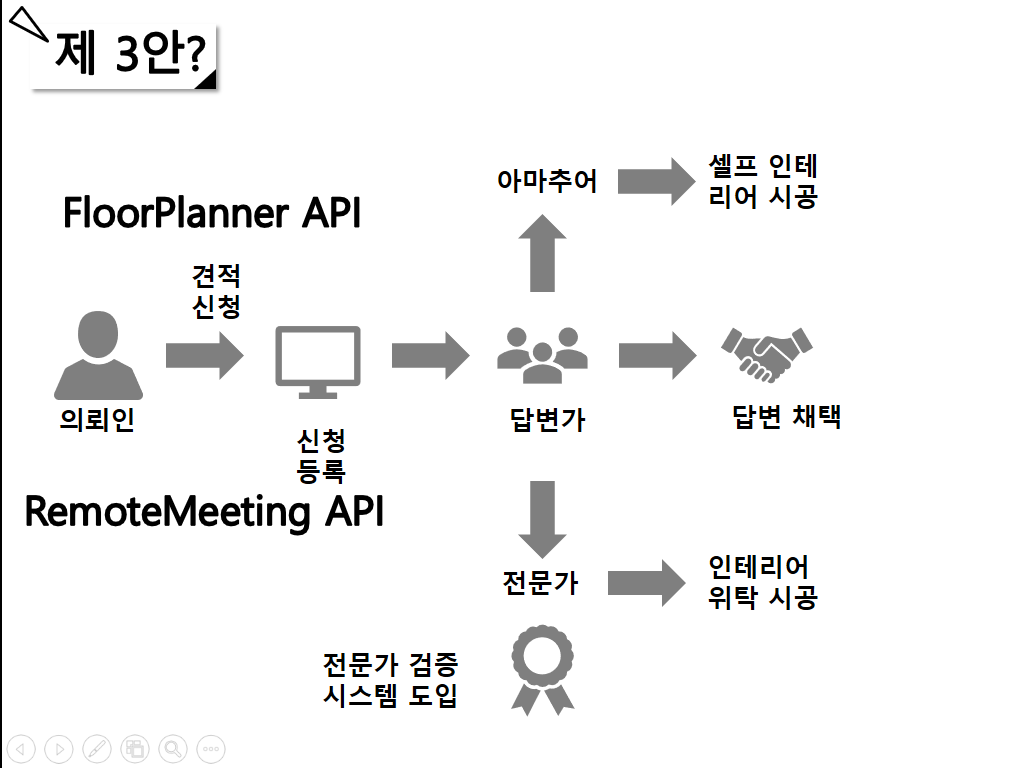 제 3안?
아마추어
셀프 인테
리어 시공
FloorPlanner API
견적
신청
의뢰인
신청
등록
답변가
답변 채택
RemoteMeeting API
전문가
인테리어
위탁 시공
전문가 검증
시스템 도입